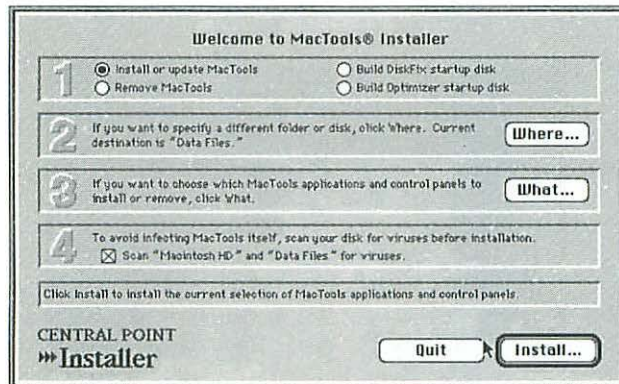 Welcome to MacTools® Installer
1
Install or update MacTools
Build DiskFix startup disk
Remove MacTools
Build Optimizer startup disk
2
If you want to specify a different folder or disk, click Where. Current
destination is "Data Files."
Where...
3
If you want to choose which MacTools applications and control panels to
install or remove, click What.
What...
4
To avoid infecting MacTools itself, scan your disk for viruses before installation.
Scan "Macintosh HD" and "Data Files" for viruses.
Click Install to install the current selection of MacTools applications and control panels.
CENTRAL POINT
Installer
Quit
Install...